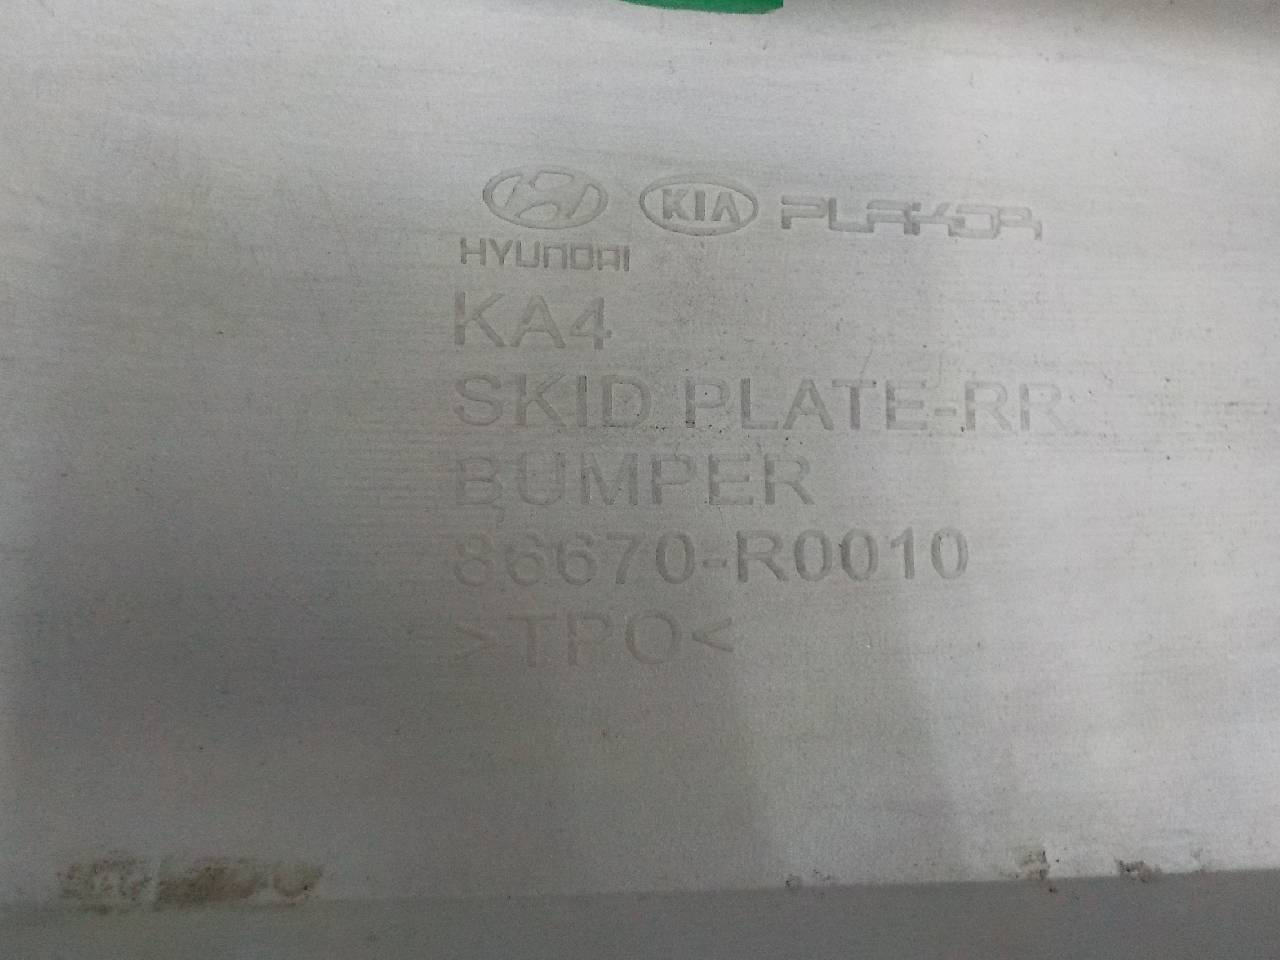 KIA PLAKOR
HYUNDAI
KA4
SKID PLATE-RR
BUMPER
86670-R0010
>TPO<